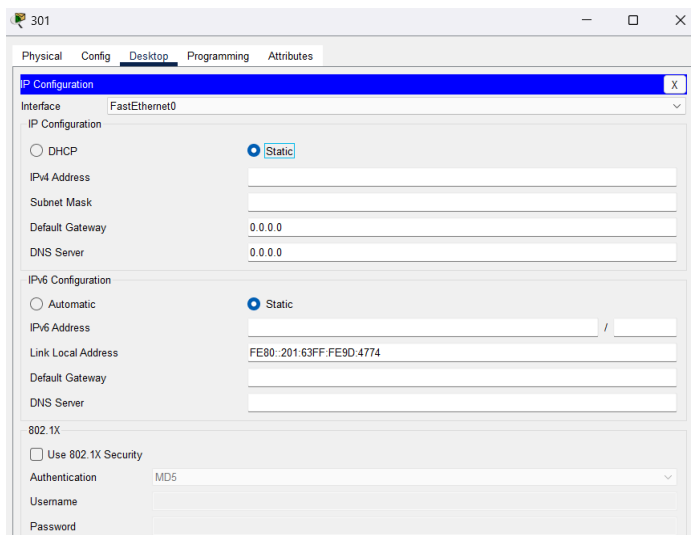 301
Physical Config Desktop Programming Attributes
IP Configuration X
Interface FastEthernet0
IP Configuration
DHCP Static
IPv4 Address
Subnet Mask
Default Gateway 0.0.0.0
DNS Server 0.0.0.0
IPv6 Configuration
Automatic Static
IPv6 Address /
Link Local Address FE80::201:63FF:FE9D:4774
Default Gateway
DNS Server
802.1X
Use 802.1X Security
Authentication MD5
Username
Password